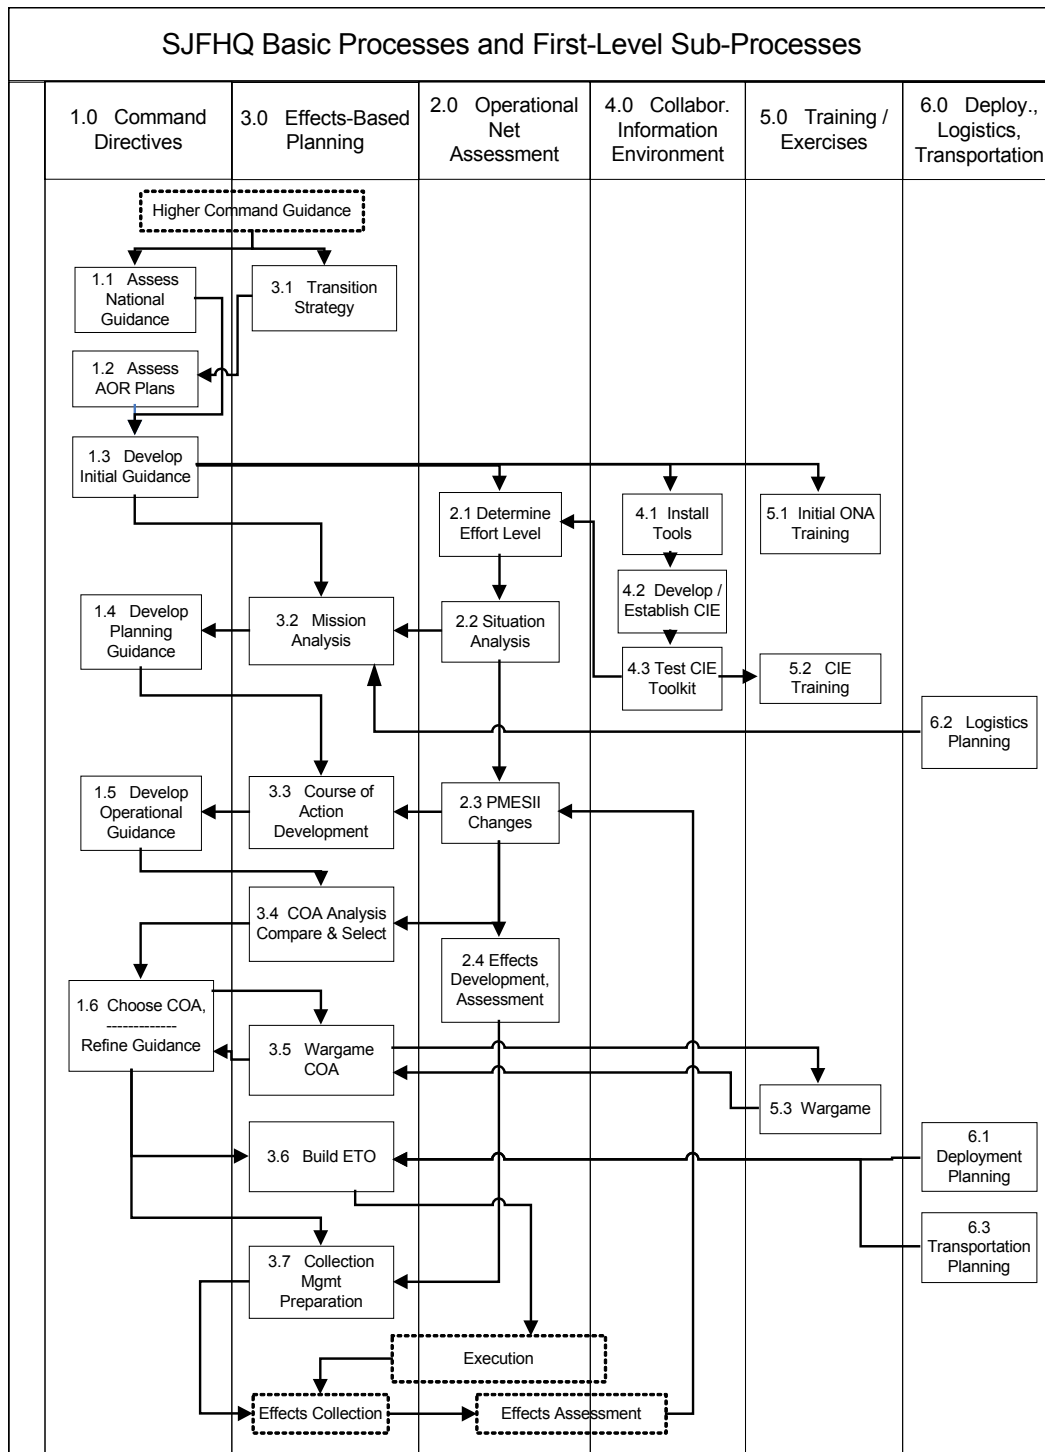 SJFHQ Basic Processes and First-Level Sub-Processes
1.0 Command
Directives
3.0 Effects-Based
Planning
2.0 Operational
Net
Assessment
4.0 Collabor.
Information
Environment
5.0 Training /
Exercises
6.0 Deploy.,
Logistics,
Transportation
Higher Command Guidance
1.1 Assess
National
Guidance
3.1 Transition
Strategy
1.2 Assess
AOR Plans
1.3 Develop
Initial Guidance
2.1 Determine
Effort Level
4.1 Install
Tools
5.1 Initial ONA
Training
4.2 Develop /
Establish CIE
1.4 Develop
Planning
Guidance
3.2 Mission
Analysis
2.2 Situation
Analysis
4.3 Test CIE
Toolkit
5.2 CIE
Training
6.2 Logistics
Planning
1.5 Develop
Operational
Guidance
3.3 Course of
Action
Development
2.3 PMESII
Changes
3.4 COA Analysis
Compare & Select
2.4 Effects
Development,
Assessment
1.6 Choose COA,
-------------
Refine Guidance
3.5 Wargame
COA
5.3 Wargame
3.6 Build ETO
6.1
Deployment
Planning
6.3
Transportation
Planning
3.7 Collection
Mgmt
Preparation
Execution
Effects Collection
Effects Assessment